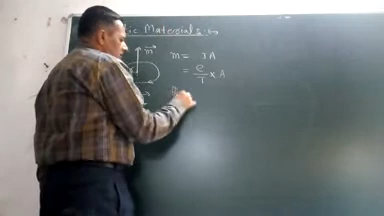 ic Materials :→
m⃗
m = IA
= e/T × A